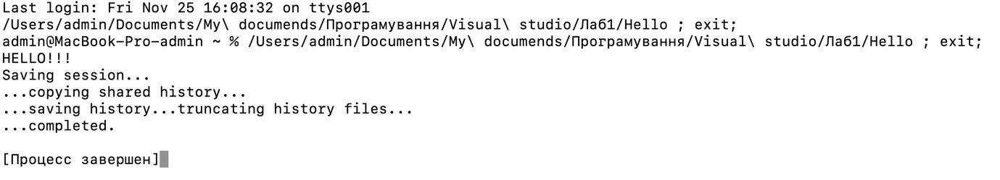 Last login: Fri Nov 25 16:08:32 on ttys001
/Users/admin/Documents/My\ documends/Програмування/Visual\ studio/Лаб1/Hello ; exit;
admin@MacBook-Pro-admin ~ % /Users/admin/Documents/My\ documends/Програмування/Visual\ studio/Лаб1/Hello ; exit;
HELLO!!!
Saving session...
...copying shared history...
...saving history...truncating history files...
...completed.
[Процесс завершен]